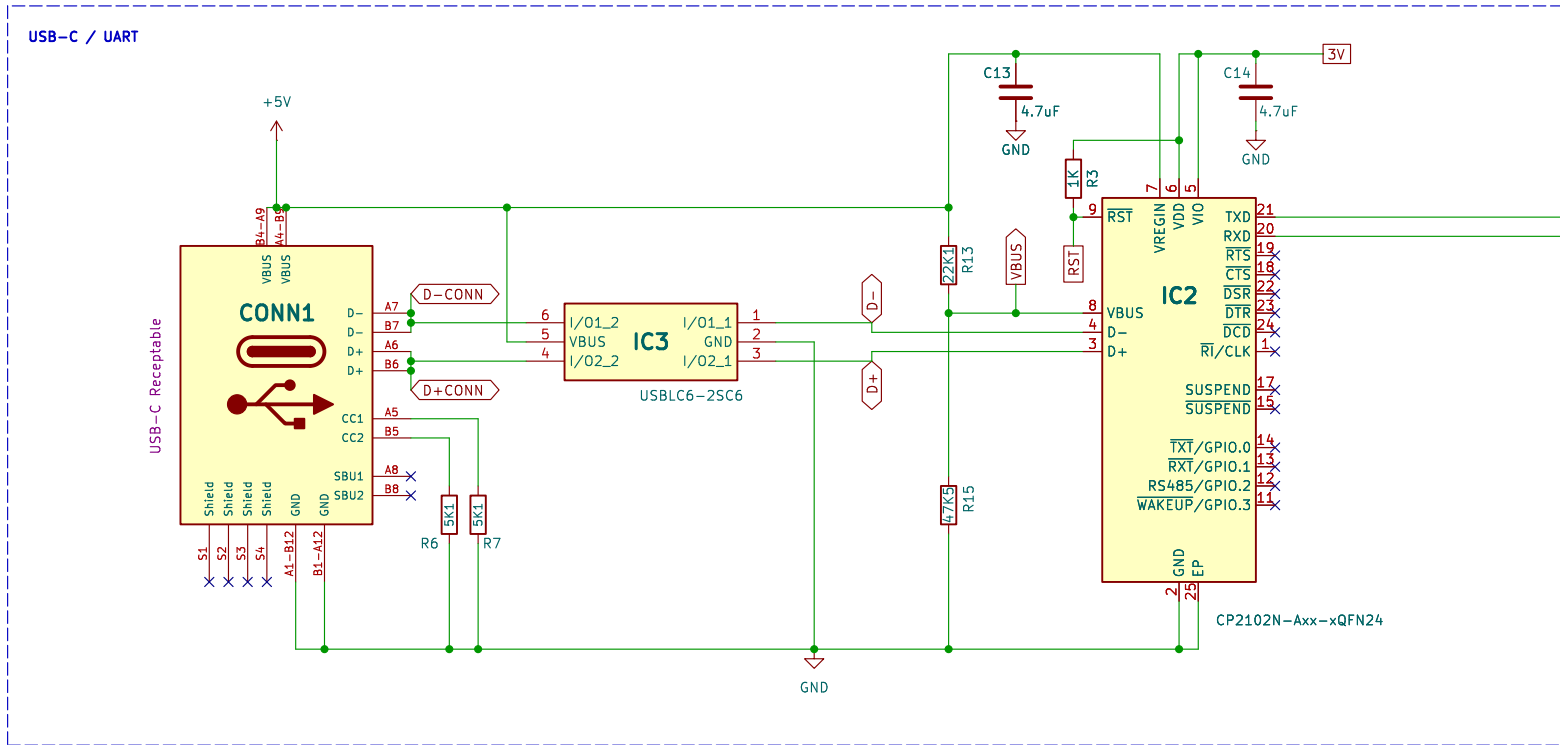 USB-C / UART
+5V
B4-A9
A4-B9
VBUS
VBUS
CONN1
USB-C Receptable
D-
A7
D-
B7
D+
A6
D+
B6
CC1
A5
CC2
B5
SBU1
A8
SBU2
B8
Shield
Shield
Shield
Shield
GND
GND
S1
S2
S3
S4
A1-B12
B1-A12
D-CONN
D+CONN
5K1
R6
5K1
R7
6
I/O1_2
5
VBUS
4
I/O2_2
IC3
I/O1_1
1
GND
2
I/O2_1
3
USBLC6-2SC6
GND
D-
D+
C13
4.7uF
GND
22K1
R13
47K5
R15
VBUS
1K
R3
RST
C14
4.7uF
GND
3V
7
6
5
VREGIN
VDD
VIO
9
RST
8
VBUS
4
D-
3
D+
IC2
TXD
21
RXD
20
RTS
19
CTS
18
DSR
22
DTR
23
DCD
24
RI/CLK
1
SUSPEND
17
SUSPEND
15
TXT/GPIO.0
14
RXT/GPIO.1
13
RS485/GPIO.2
12
WAKEUP/GPIO.3
11
GND
EP
2
25
CP2102N-Axx-xQFN24